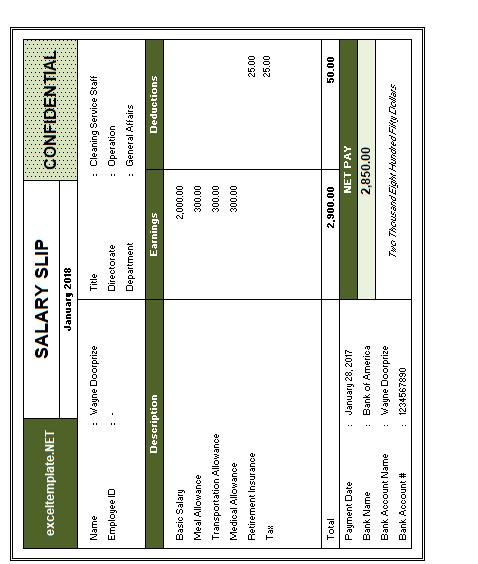 exceltemplate.NET SALARY SLIP CONFIDENTIAL
January 2018
Name : Wayne Doorprize Title : Cleaning Service Staff
Employee ID : - Directorate : Operation
Department : General Affairs
Description Earnings Deductions
Basic Salary 2,000.00
Meal Allowance 300.00
Transportation Allowance 300.00
Medical Allowance 300.00
Retirement Insurance 25.00
Tax 25.00
Total 2,900.00 50.00
Payment Date : January 28, 2017 NET PAY
Bank Name : Bank of America 2,850.00
Bank Account Name : Wayne Doorprize
Bank Account # : 1234567890 Two Thousand Eight Hundred Fifty Dollars